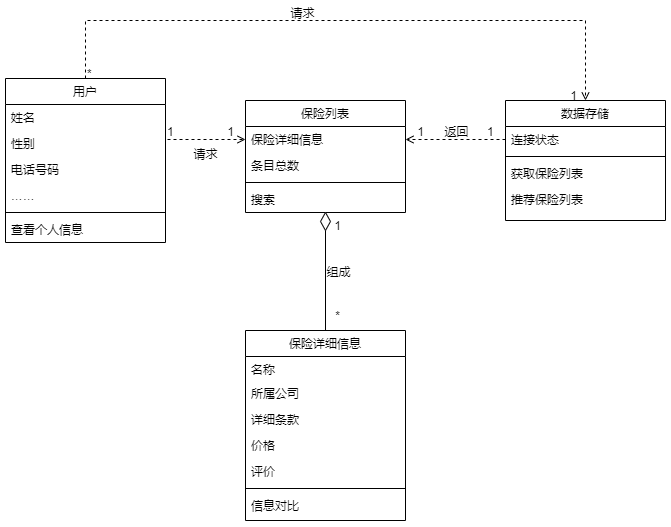 请求
*
1
用户
姓名
性别
电话号码
……
查看个人信息
1
1
请求
保险列表
保险详细信息
条目总数
搜索
1
返回
1
数据存储
连接状态
获取保险列表
推荐保险列表
1
组成
*
保险详细信息
名称
所属公司
详细条款
价格
评价
信息对比